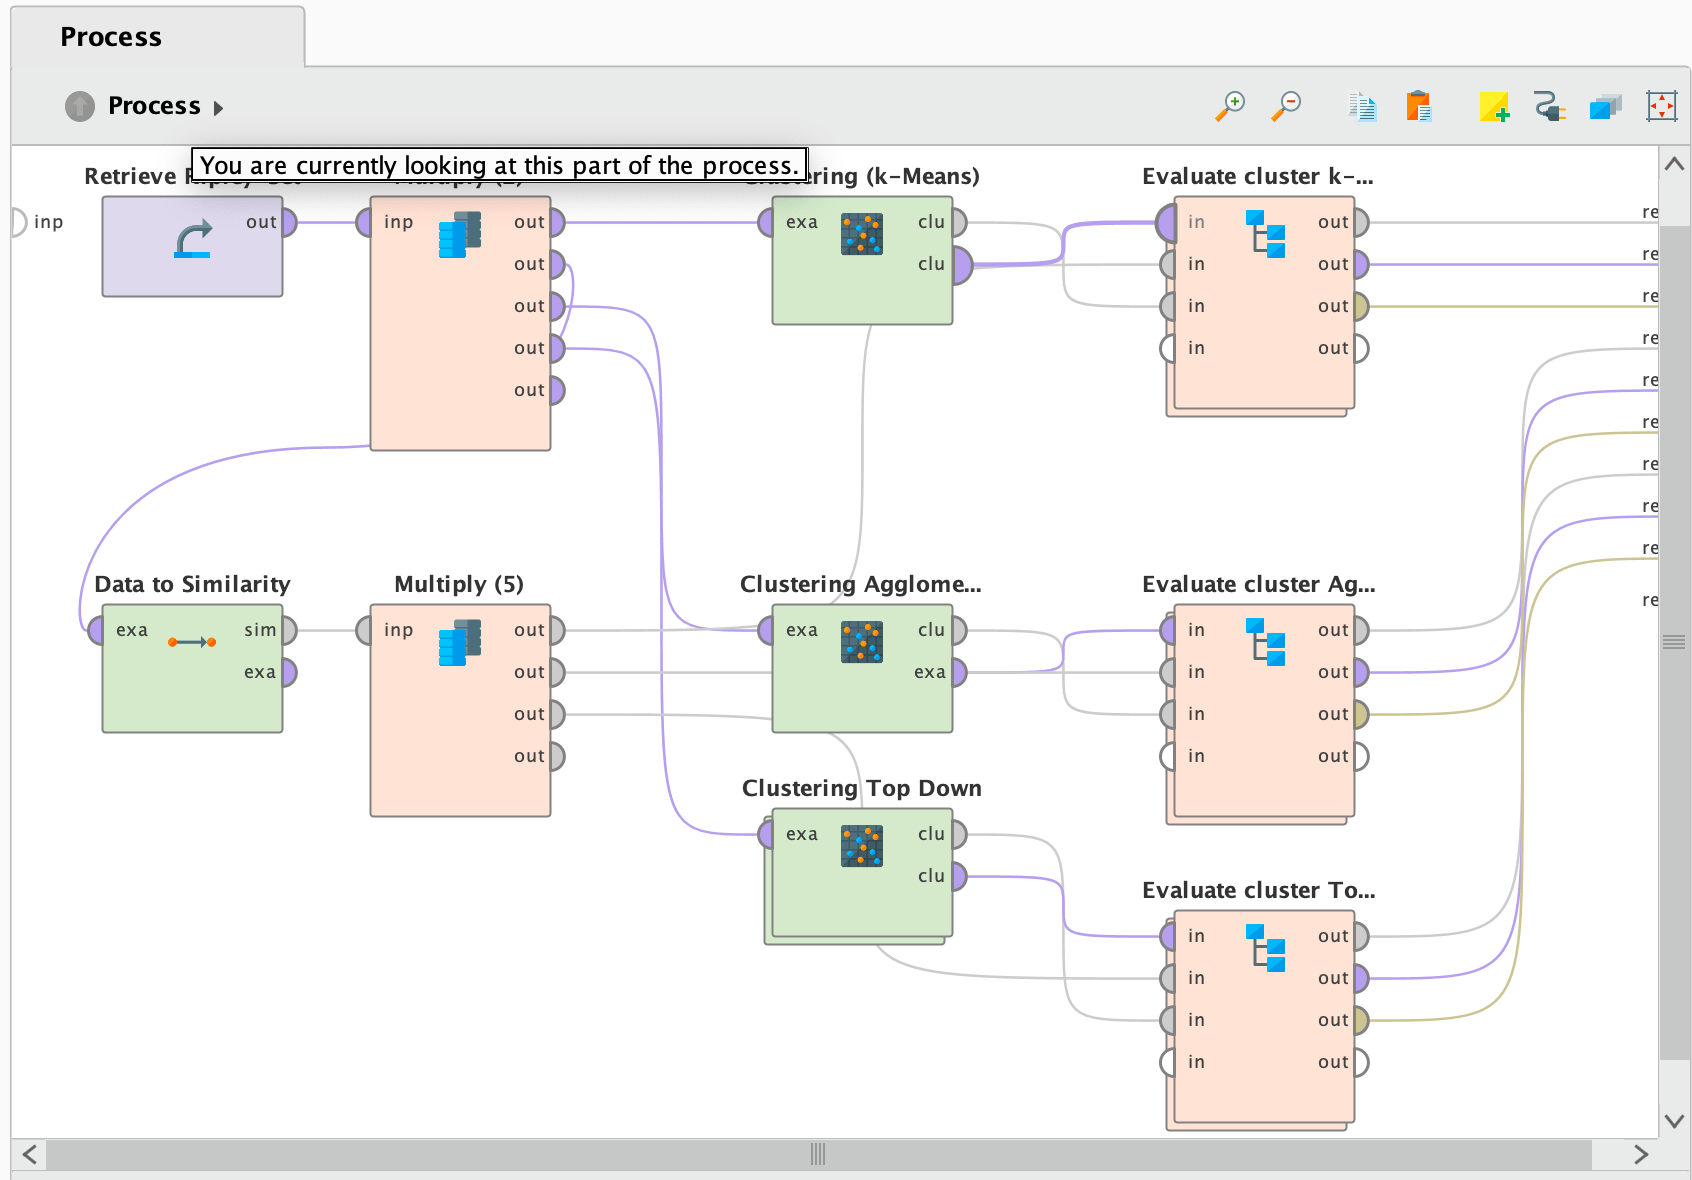 Process
Process
You are currently looking at this part of the process.
Retrieve
(k-Means)
Evaluate cluster k-...
inp
out
inp
out
out
out
out
out
exa
clu
clu
in
in
in
in
out
out
out
out
re
re
re
re
re
re
re
re
re
re
Data to Similarity
exa
sim
exa
Multiply (5)
inp
out
out
out
out
Clustering Agglome...
exa
clu
exa
Evaluate cluster Ag...
in
in
in
in
out
out
out
out
Clustering Top Down
exa
clu
clu
Evaluate cluster To...
in
in
in
in
out
out
out
out